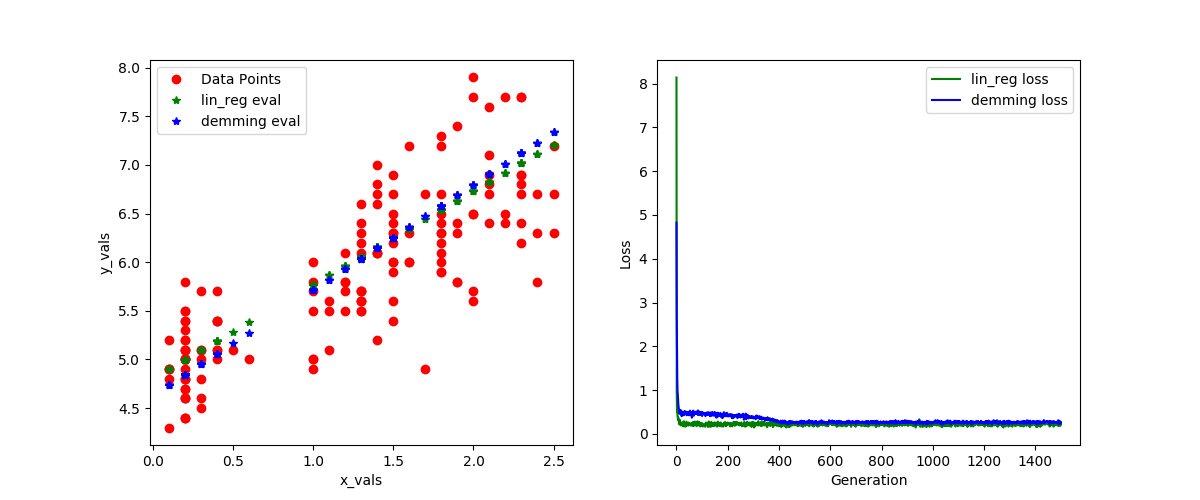 8.0
7.5
7.0
6.5
6.0
5.5
5.0
4.5
y_vals
0.0 0.5 1.0 1.5 2.0 2.5
x_vals
Data Points
lin_reg eval
demming eval
8
7
6
5
4
3
2
1
0
Loss
0 200 400 600 800 1000 1200 1400
Generation
lin_reg loss
demming loss